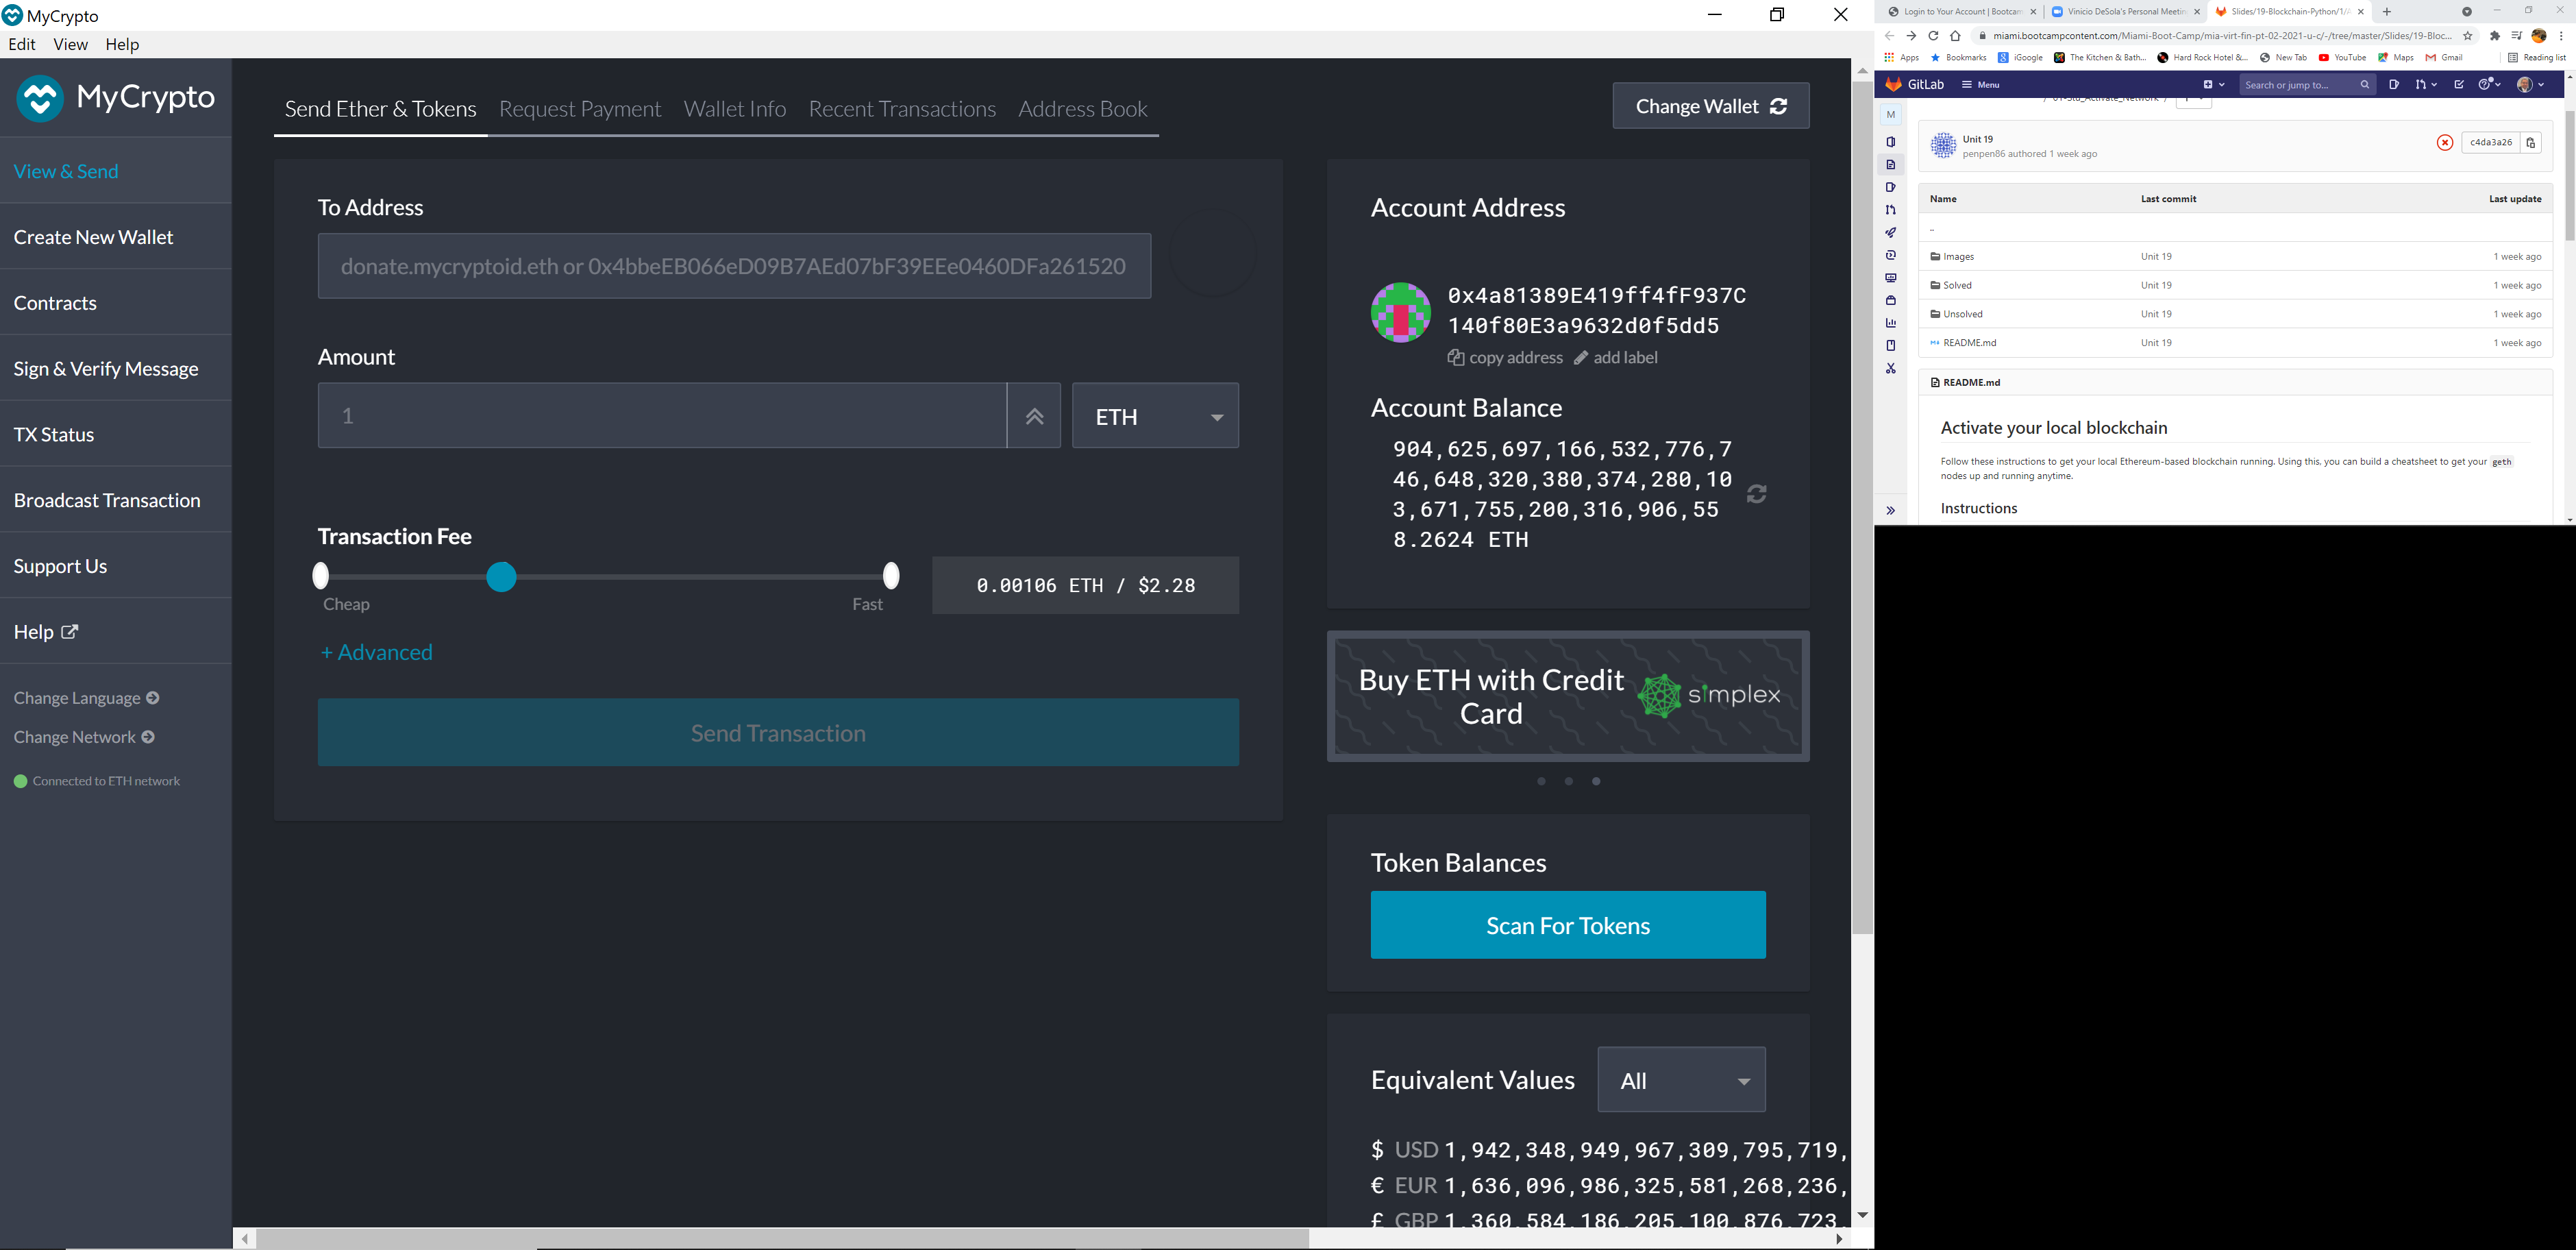 MyCrypto
Edit View Help
MyCrypto
View & Send
Create New Wallet
Contracts
Sign & Verify Message
TX Status
Broadcast Transaction
Support Us
Help
Change Language
Change Network
Connected to ETH network
Send Ether & Tokens Request Payment Wallet Info Recent Transactions Address Book
Change Wallet
To Address
donate.mycryptoid.eth or 0x4bbeEB066eD09B7AEd07bF39EEe0460DFa261520
Amount
1
ETH
Transaction Fee
Cheap
Fast
0.00106 ETH / $2.28
+ Advanced
Send Transaction
Account Address
0x4a81389E419ff4fF937C
140f80E3a9632d0f5dd5
copy address add label
Account Balance
904,625,697,166,532,776,7
46,648,320,380,374,280,10
3,671,755,200,316,906,55
8.2624 ETH
Buy ETH with Credit
Card
simplex
Token Balances
Scan For Tokens
Equivalent Values
All
$ USD 1,942,348,949,967,309,795,719,
€ EUR 1,636,096,986,325,581,268,236,
£ GBP 1,360,584,186,205,100,876,723,
Login to Your Account | Bootcam
Vinicio DeSola's Personal Meetin
Slides/19-Blockchain-Python/1/
miami.bootcampcontent.com/Miami-Boot-Camp/mia-virt-fin-pt-02-2021-u-c/-/tree/master/Slides/19-Bloc...
Apps Bookmarks iGoogle The Kitchen & Bath... Hard Rock Hotel &... New Tab YouTube Maps Gmail Reading list
GitLab Menu
Search or jump to...
/ 01-Std_Activate_Network /
M
Unit 19
penpen86 authored 1 week ago
c4da3a26
Name Last commit Last update
..
Images Unit 19 1 week ago
Solved Unit 19 1 week ago
Unsolved Unit 19 1 week ago
README.md Unit 19 1 week ago
README.md
Activate your local blockchain
Follow these instructions to get your local Ethereum-based blockchain running. Using this, you can build a cheatsheet to get your geth
nodes up and running anytime.
Instructions